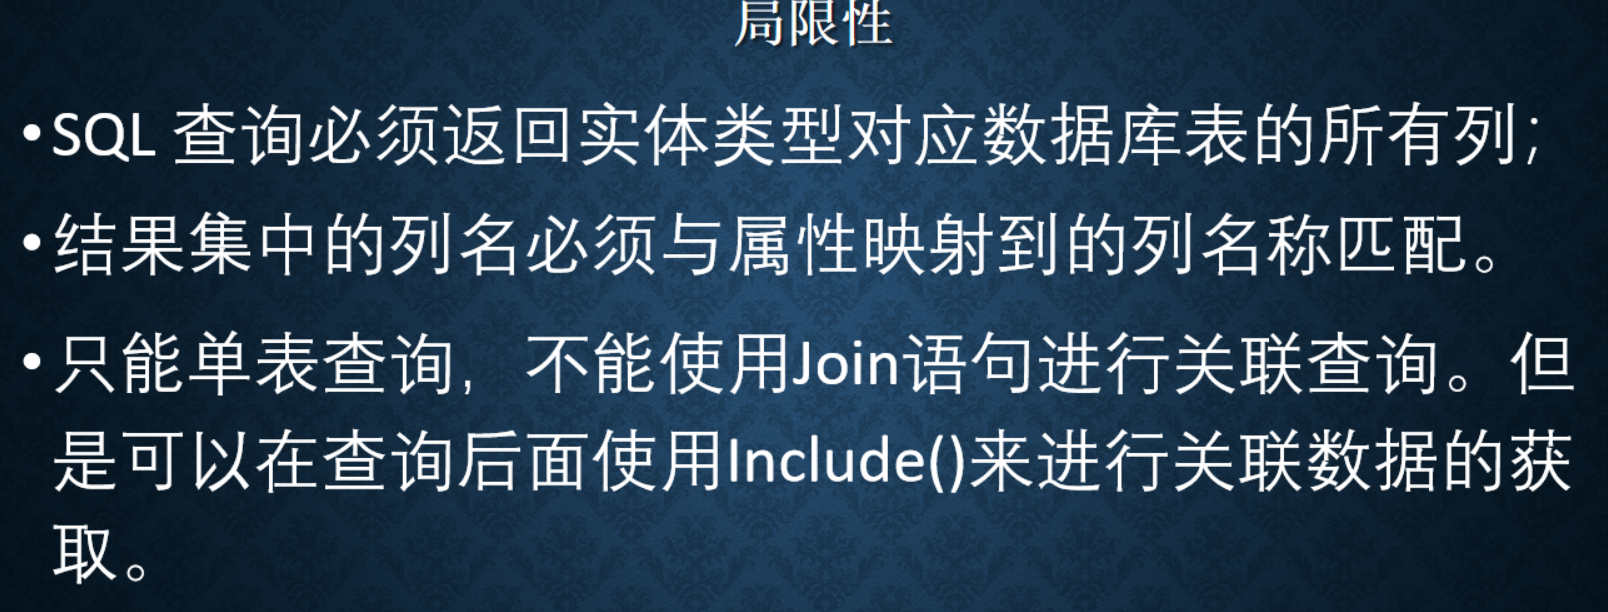 局限性
•SQL 查询必须返回实体类型对应数据库表的所有列；
•结果集中的列名必须与属性映射到的列名称匹配。
•只能单表查询，不能使用Join语句进行关联查询。但
是可以在查询后面使用Include()来进行关联数据的获
取。